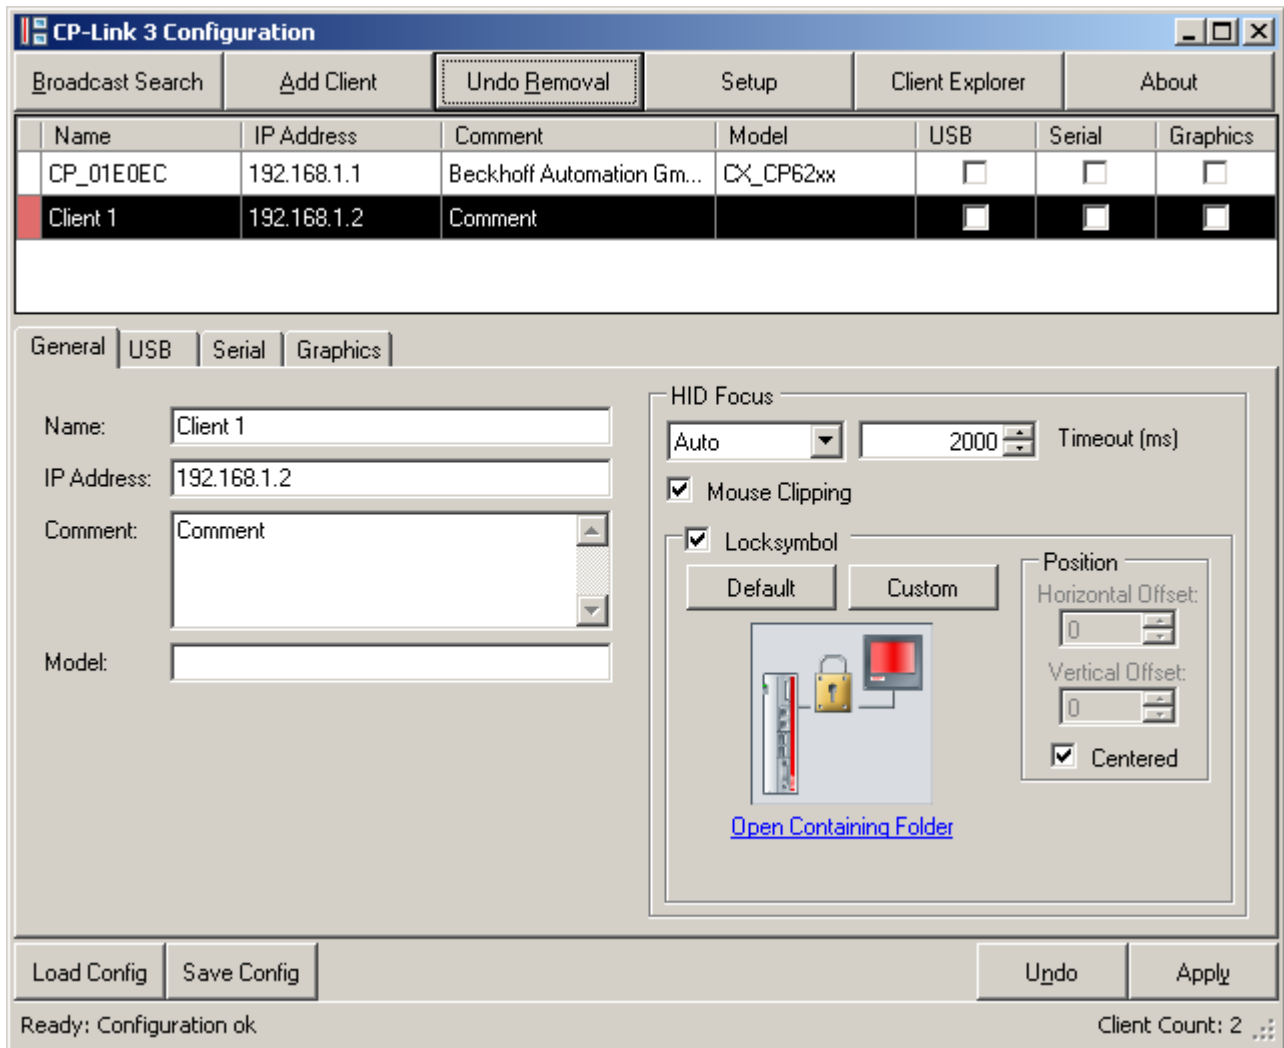 CP-Link 3 Configuration
Broadcast Search Add Client Undo Removal Setup Client Explorer About
Name IP Address Comment Model USB Serial Graphics
CP_01E0EC 192.168.1.1 Beckhoff Automation Gm... CX_CP62xx
Client 1 192.168.1.2 Comment
General USB Serial Graphics
Name: Client 1
IP Address: 192.168.1.2
Comment: Comment
Model:
HID Focus
Auto 2000 Timeout (ms)
Mouse Clipping
Locksymbol
Default Custom
Open Containing Folder
Position
Horizontal Offset:
0
Vertical Offset:
0
Centered
Load Config Save Config Undo Apply
Ready: Configuration ok Client Count: 2